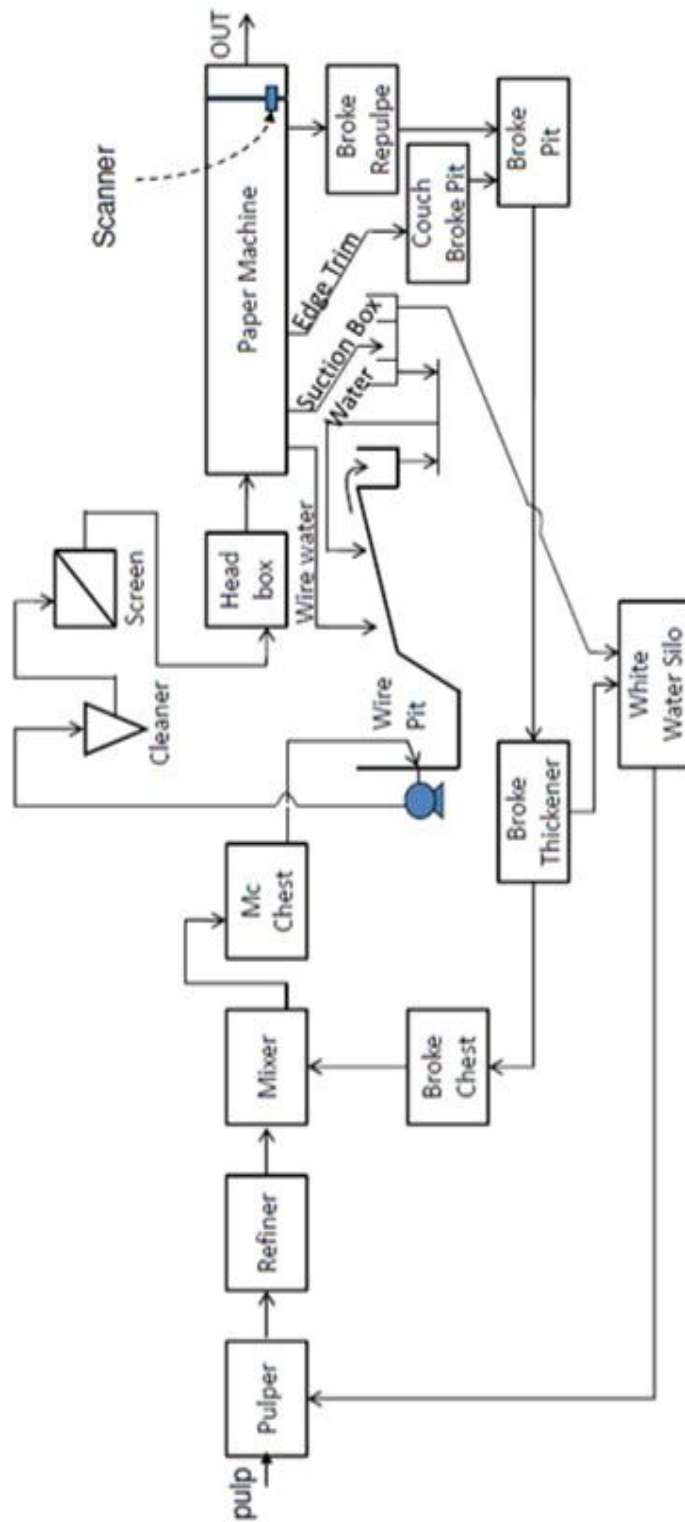 pulp
Pulper
Refiner
Mixer
Mc
Chest
Cleaner
Screen
Head
box
Paper Machine
Scanner
OUT
Wire
Pit
Wire water
Suction Box
Water
Edge Trim
Couch
Broke Pit
Broke
Repulpe
Broke
Pit
Broke
Chest
Broke
Thickener
White
Water Silo